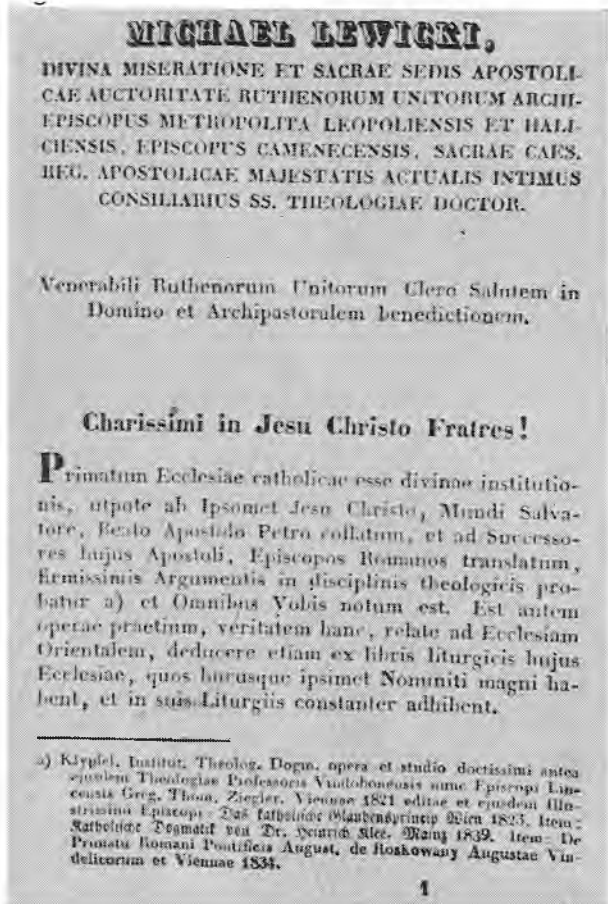 MICHAEL LEWICKI,
DIVINA MISERATIONE ET SACRAE SEDIS APOSTOLI-
CAE AUCTORITATE RUTHENORUM UNITORUM ARCHI-
EPISCOPUS METROPOLITA LEOPOLIENSIS ET HALI-
CIENSIS, EPISCOPUS CAMENECENSIS, SACRAE CAES.
REG. APOSTOLICAE MAJESTATIS ACTUALIS INTIMUS
CONSILIARIUS SS. THEOLOGIAE DOCTOR.
Venerabili Ruthenorum Unitorum Clero Salutem in
Domino et Archipastoralem benedictionem.
Charissimi in Jesu Christo Fratres!
Primatum Ecclesiae catholicae esse divinae institutio-
nis, utpote ab Ipsomet Jesu Christo, Mundi Salva-
tore, Beato Apostolo Petro collatum, et ad Successo-
res hujus Apostoli, Episcopos Romanos translatum,
firmissimis Argumentis in disciplinis theologicis pro-
batur a) et Omnibus Vobis notum est. Est autem
operae praetium, veritatem hanc, relate ad Ecclesiam
Orientalem, deducere etiam ex libris liturgicis hujus
Ecclesiae, quos hucusque ipsimet Nonuniti magni ha-
bent, et in suis Liturgiis constanter adhibent.
a) Klypfel. Institut. Theolog. Dogm. opera et studio doctissimi antea
ejusdem Theologiae Professoris Vindobonensis nunc Episcopi Lin-
censis Greg. Thom. Ziegler. Viennae 1821 editae et ejusdem Illu-
strissimi Episcopi: Das katholische Glaubensprincip Wien 1823. Item:
Katholische Dogmatik von Dr. Heinrich Klee. Mainz 1839. Item: De
Primatu Romani Pontificis August. de Roskowany Augustae Vin-
delicorum et Viennae 1834.
1